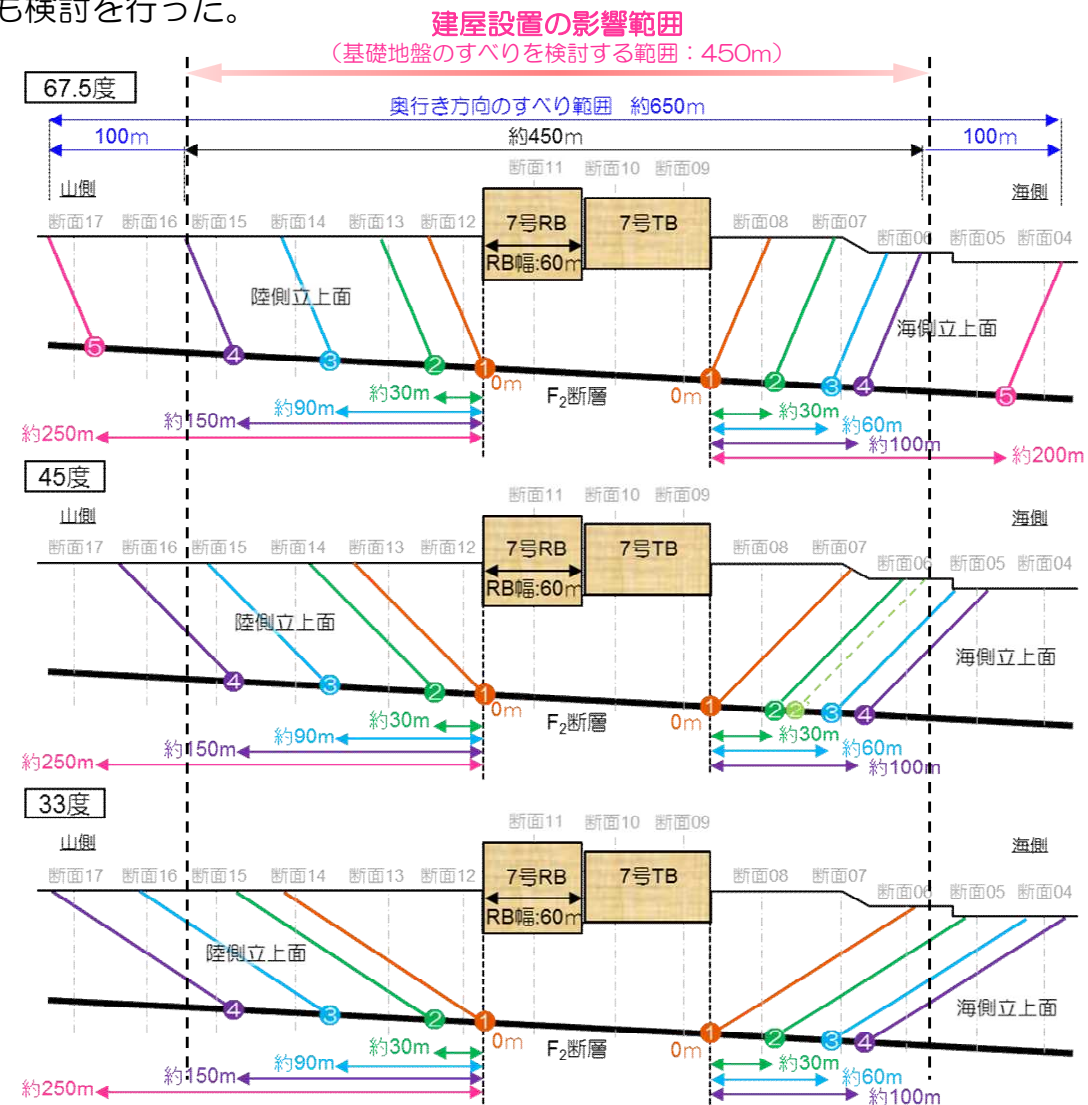 も検討を行った。
建屋設置の影響範囲
（基礎地盤のすべりを検討する範囲：450m）
67.5度
奥行き方向のすべり範囲　約650m
100m
約450m
100m
断面11 断面10 断面09
山側
海側
断面17 断面16 断面15 断面14 断面13 断面12
7号RB
7号TB
断面08 断面07 断面06 断面05 断面04
RB幅:60m
陸側立上面
海側立上面
⑤ ④ ③ ② ①
① ② ③ ④ ⑤
0m
F₂断層
0m
約30m
約30m
約90m
約60m
約150m
約100m
約250m
約200m
45度
断面11 断面10 断面09
山側
海側
断面17 断面16 断面15 断面14 断面13 断面12
7号RB
7号TB
断面08 断面07 断面06 断面05 断面04
RB幅:60m
陸側立上面
海側立上面
④ ③ ② ①
① ② ② ③ ④
0m
F₂断層
0m
約30m
約30m
約90m
約60m
約150m
約100m
約250m
33度
断面11 断面10 断面09
山側
海側
断面17 断面16 断面15 断面14 断面13 断面12
7号RB
7号TB
断面08 断面07 断面06 断面05 断面04
RB幅:60m
陸側立上面
海側立上面
④ ③ ② ①
① ② ③ ④
0m
F₂断層
0m
約30m
約30m
約90m
約60m
約150m
約100m
約250m